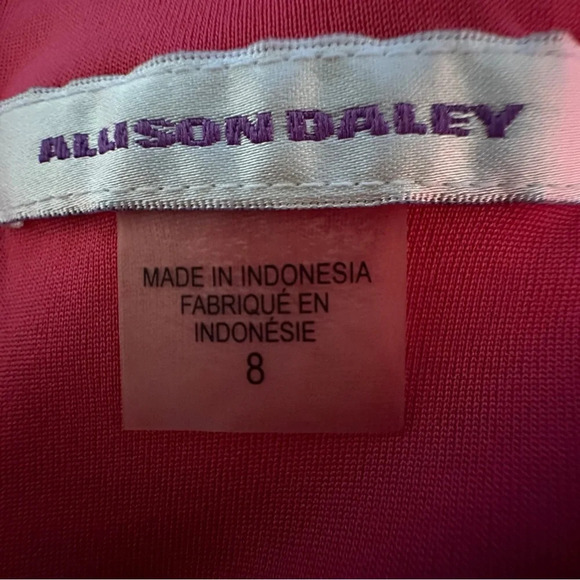 ALLISON DALEY
MADE IN INDONESIA
FABRIQUÉ EN
INDONÉSIE
8